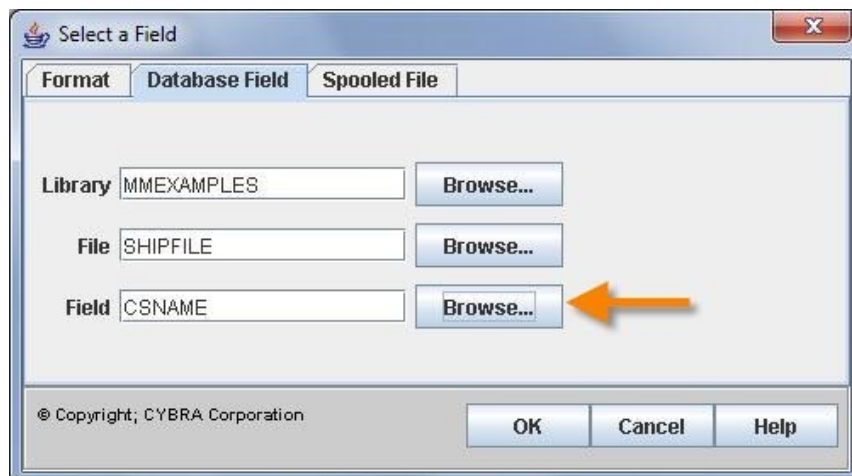 Select a Field
Format Database Field Spooled File
Library MMEXAMPLES Browse...
File SHIPFILE Browse...
Field CSNAME Browse...
© Copyright; CYBRA Corporation OK Cancel Help